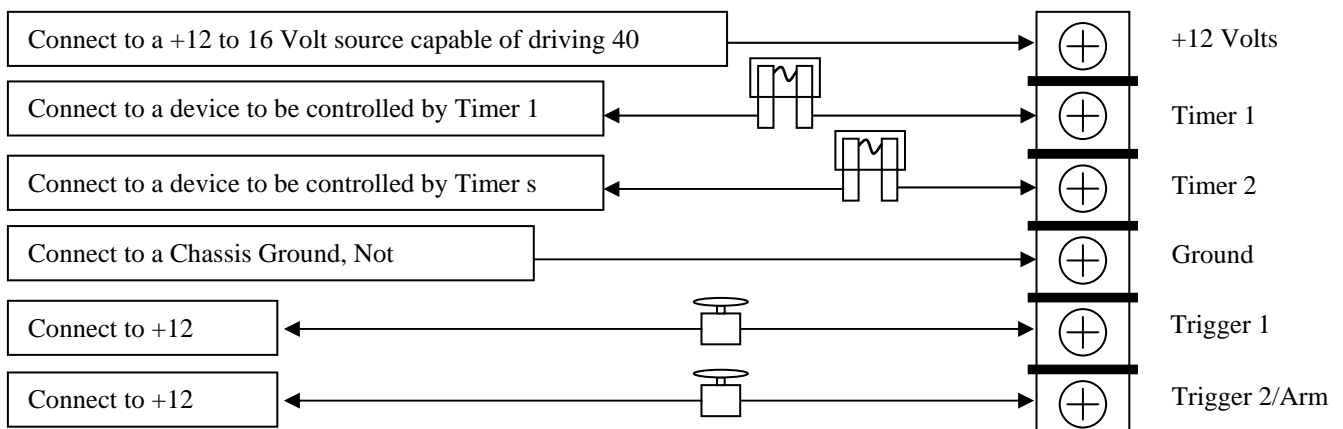 Connect to a +12 to 16 Volt source capable of driving 40
+12 Volts
Connect to a device to be controlled by Timer 1
Timer 1
Connect to a device to be controlled by Timer s
Timer 2
Connect to a Chassis Ground, Not
Ground
Connect to +12
Trigger 1
Connect to +12
Trigger 2/Arm